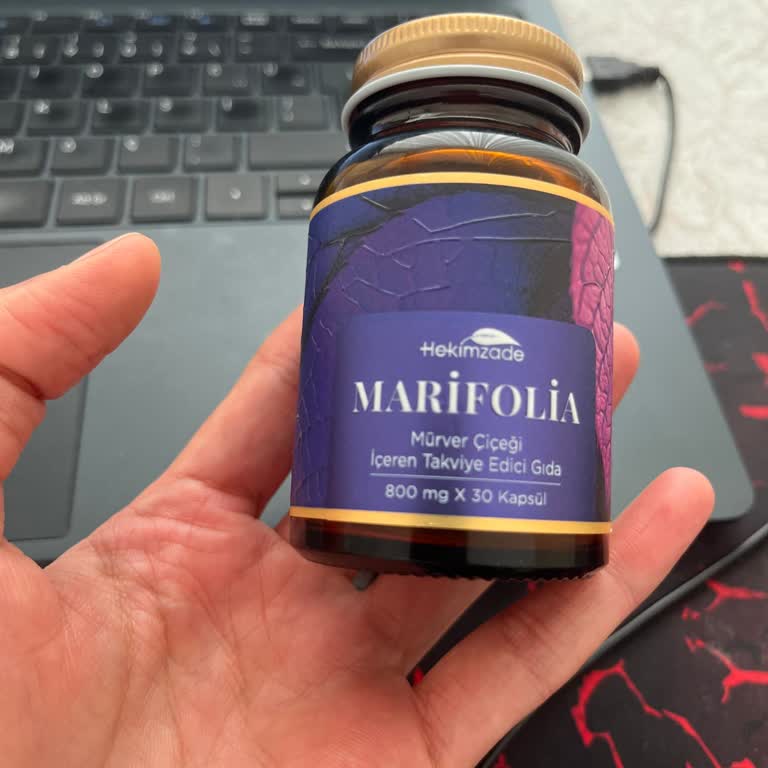 Hekimzade
MARİFOLİA
Mürver Çiçeği
İçeren Takviye Edici Gıda
800 mg X 30 Kapsül